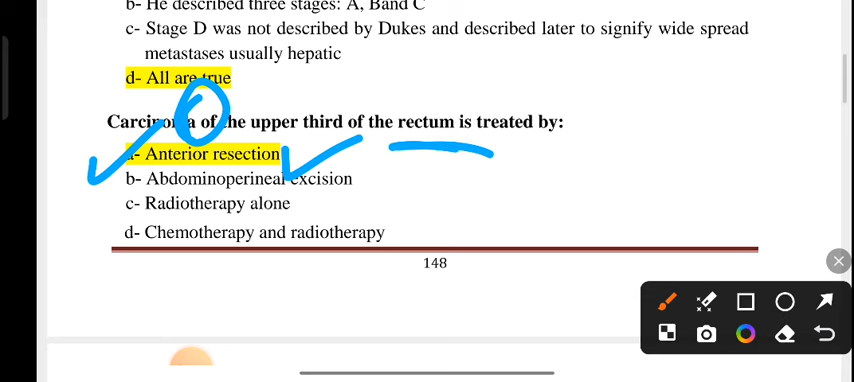 b- He described three stages: A, Band C
c- Stage D was not described by Dukes and described later to signify wide spread
metastases usually hepatic
d- All are true
Carcinoma of the upper third of the rectum is treated by:
a- Anterior resection
b- Abdominoperineal excision
c- Radiotherapy alone
d- Chemotherapy and radiotherapy
148